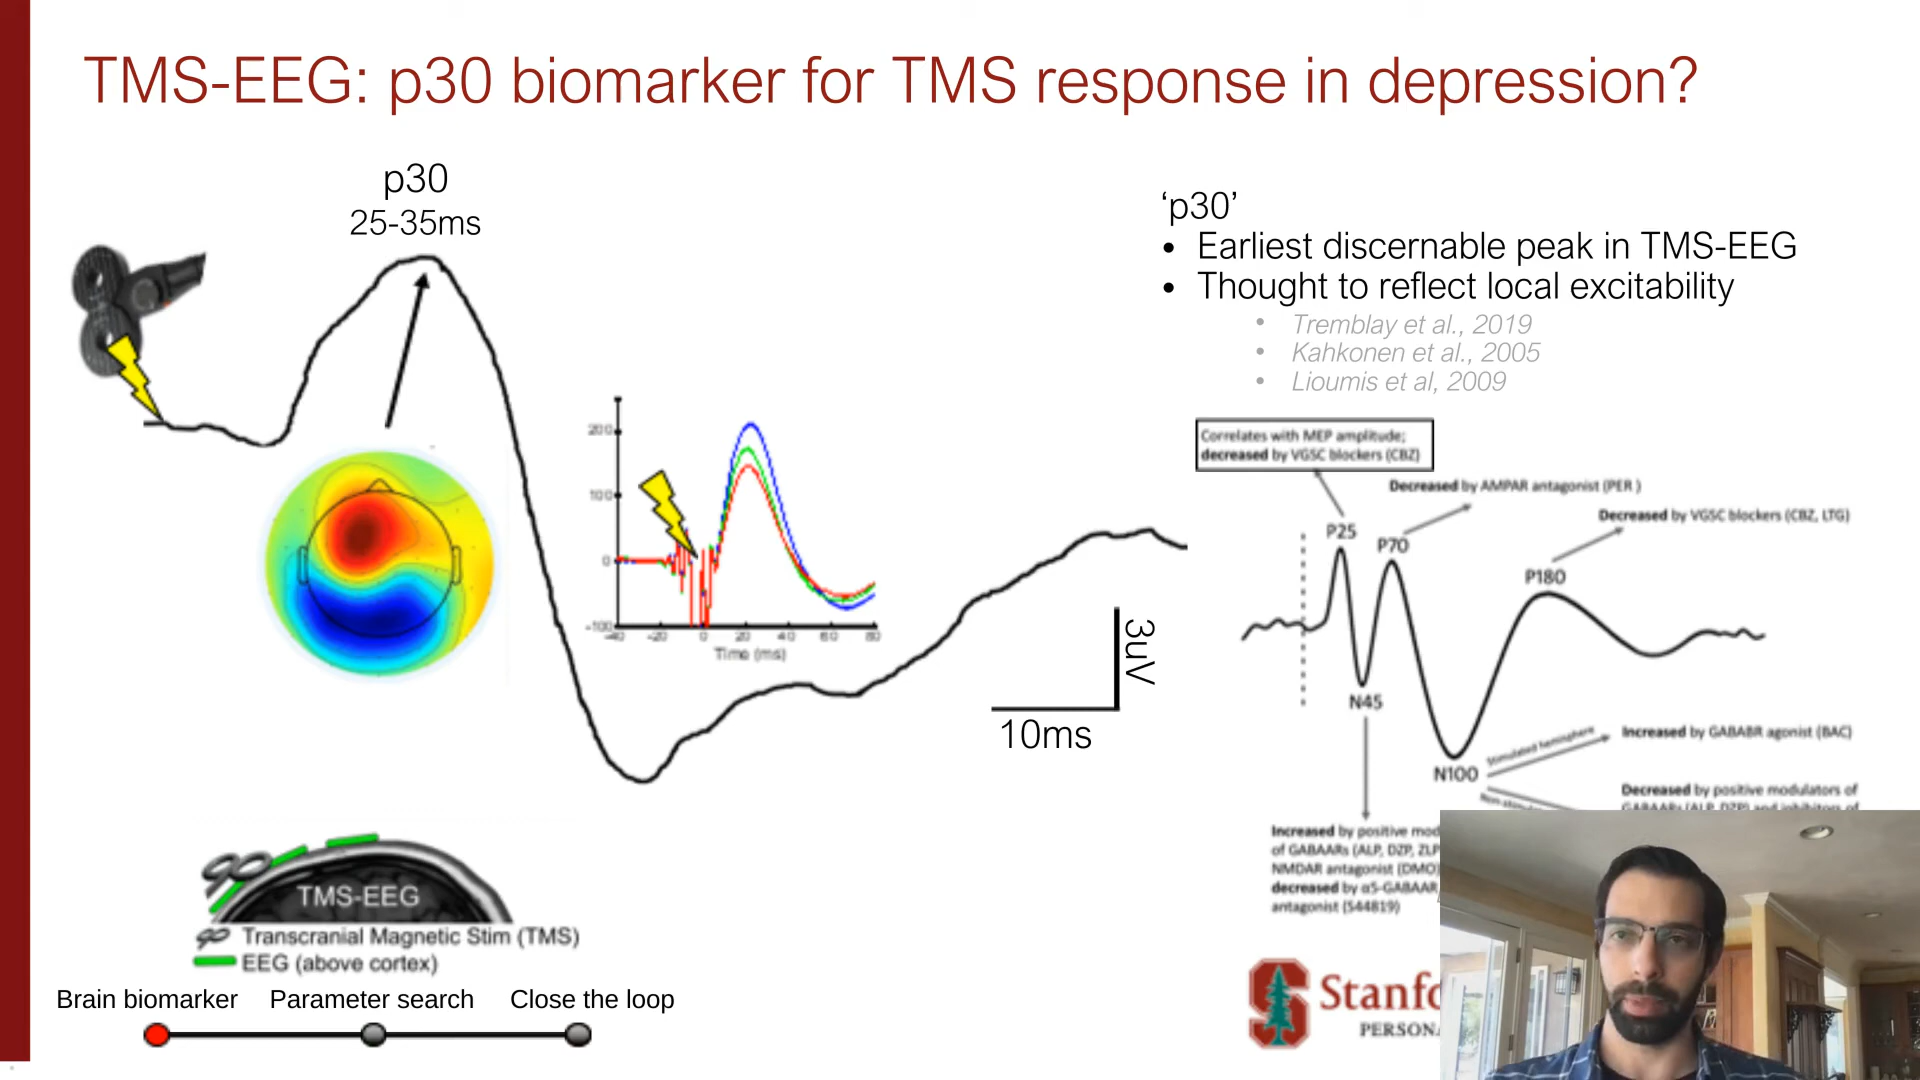 TMS-EEG: p30 biomarker for TMS response in depression?
p30
25-35ms
‘p30’
• Earliest discernable peak in TMS-EEG
• Thought to reflect local excitability
• Tremblay et al., 2019
• Kahkonen et al., 2005
• Lioumis et al, 2009
200
100
0
-100
-40 -20 0 20 40 60 80
Time (ms)
3uV
10ms
Correlates with MEP amplitude;
decreased by VGSC blockers (CBZ)
Decreased by AMPAR antagonist (PER )
Decreased by VGSC blockers (CBZ, LTG)
P25
P70
P180
N45
N100
Stimulated hemisphere
Increased by GABABR agonist (BAC)
Decreased by positive modulators of
GABAARs (ALP, DZP) and inhibitors of
Increased by positive mod
of GABAARs (ALP, DZP, ZLP
NMDAR antagonist (DMO)
decreased by α5-GABAAR
antagonist (S44819)
TMS-EEG
Transcranial Magnetic Stim (TMS)
EEG (above cortex)
Brain biomarker Parameter search Close the loop
Stanfo
PERSONA